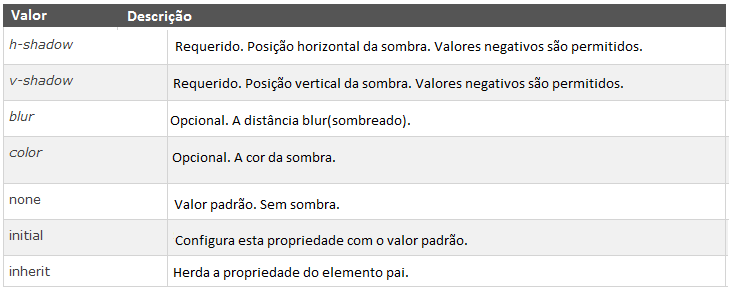 Valor Descrição
h-shadow Requerido. Posição horizontal da sombra. Valores negativos são permitidos.
v-shadow Requerido. Posição vertical da sombra. Valores negativos são permitidos.
blur Opcional. A distância blur(sombreado).
color Opcional. A cor da sombra.
none Valor padrão. Sem sombra.
initial Configura esta propriedade com o valor padrão.
inherit Herda a propriedade do elemento pai.